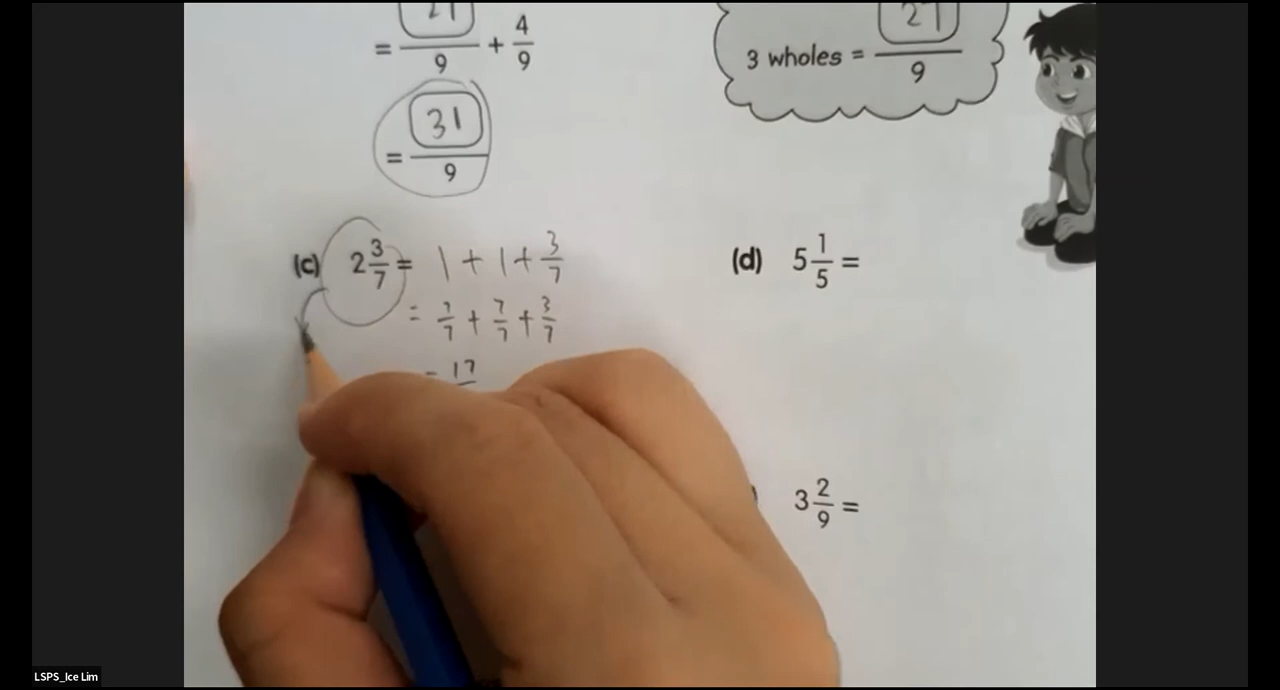 = 21/9 + 4/9
= 31/9
3 wholes = 27/9
(c) 2 3/7 = 1 + 1 + 3/7
= 7/7 + 7/7 + 3/7
= 17
(d) 5 1/5 =
3 2/9 =
LSPS_Ice Lim